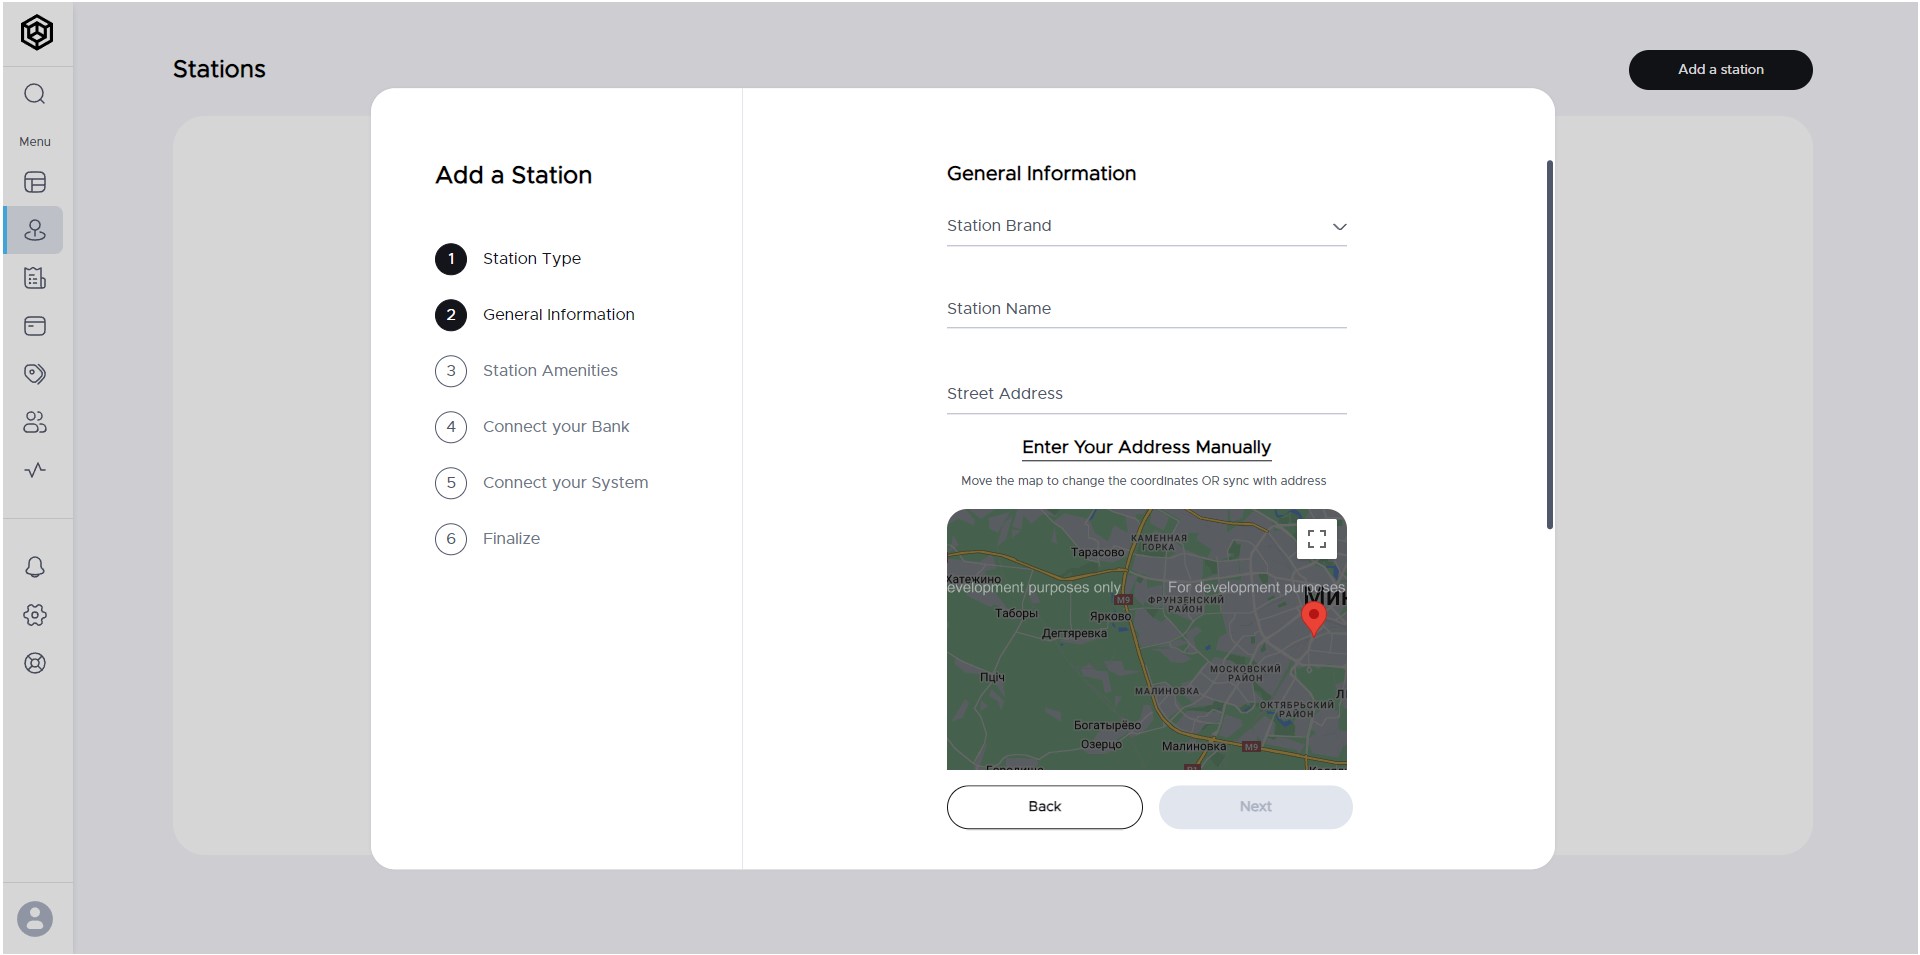 Stations
Add a station
Menu
Add a Station
1 Station Type
2 General Information
3 Station Amenities
4 Connect your Bank
5 Connect your System
6 Finalize
General Information
Station Brand
Station Name
Street Address
Enter Your Address Manually
Move the map to change the coordinates OR sync with address
КАМЕННАЯ
ГОРКА
Тарасово
Хатежино
evelopment purposes only
For development purposes
М9
ФРУНЗЕНСКИЙ
РАЙОН
Таборы
Ярково
Дегтяревка
МОСКОВСКИЙ
РАЙОН
Пціч
МАЛИНОВКА
ОКТЯБРЬСКИЙ
РАЙОН
Богатырёво
Озерцо
Малиновка
М9
Back
Next